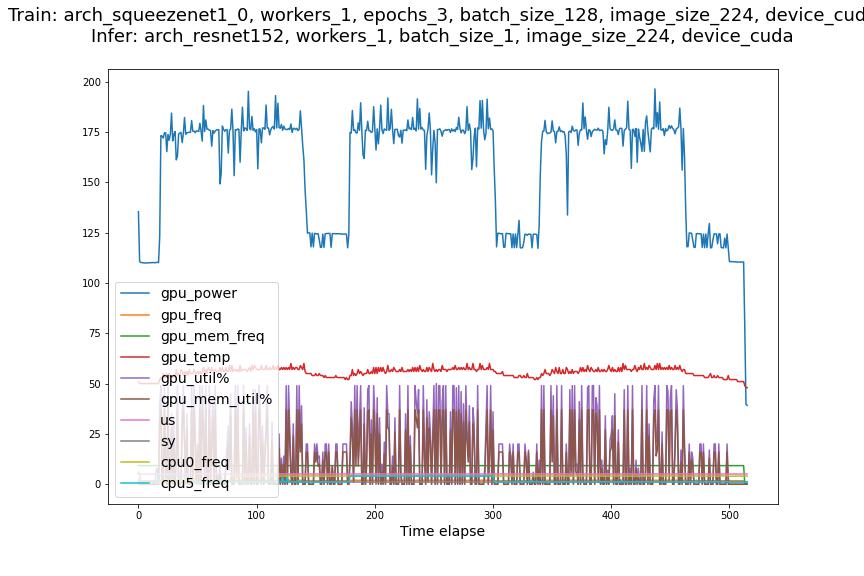 Train: arch_squeezenet1_0, workers_1, epochs_3, batch_size_128, image_size_224, device_cud
Infer: arch_resnet152, workers_1, batch_size_1, image_size_224, device_cuda
200
175
150
125
100
75
50
25
0
gpu_power
gpu_freq
gpu_mem_freq
gpu_temp
gpu_util%
gpu_mem_util%
us
sy
cpu0_freq
cpu5_freq
0 100 200 300 400 500
Time elapse